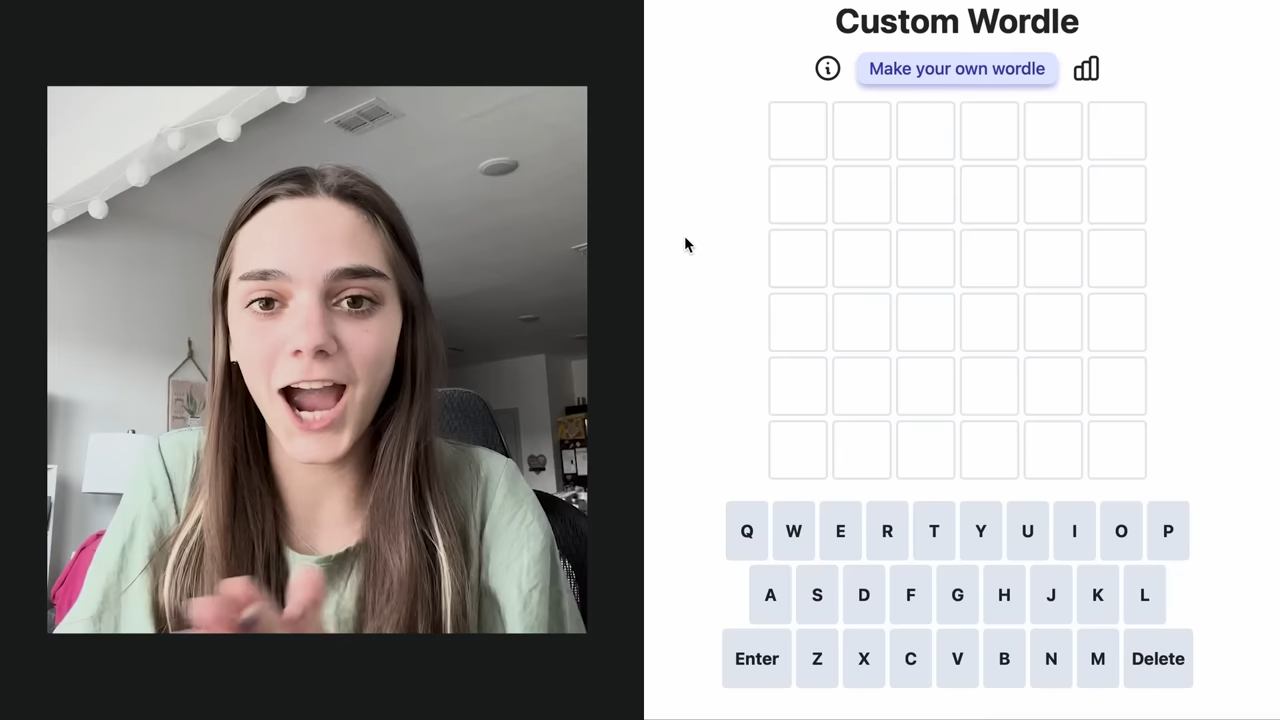 Custom Wordle
Make your own wordle
Q W E R T Y U I O P
A S D F G H J K L
Enter Z X C V B N M Delete